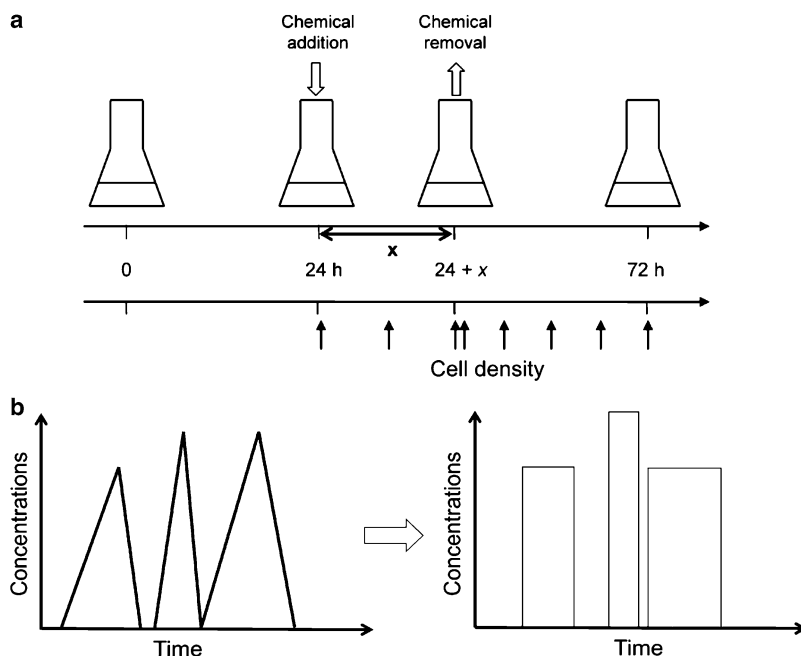 a
Chemical addition
Chemical removal
x
0
24 h
24 + x
72 h
Cell density
b
Concentrations
Time
Concentrations
Time